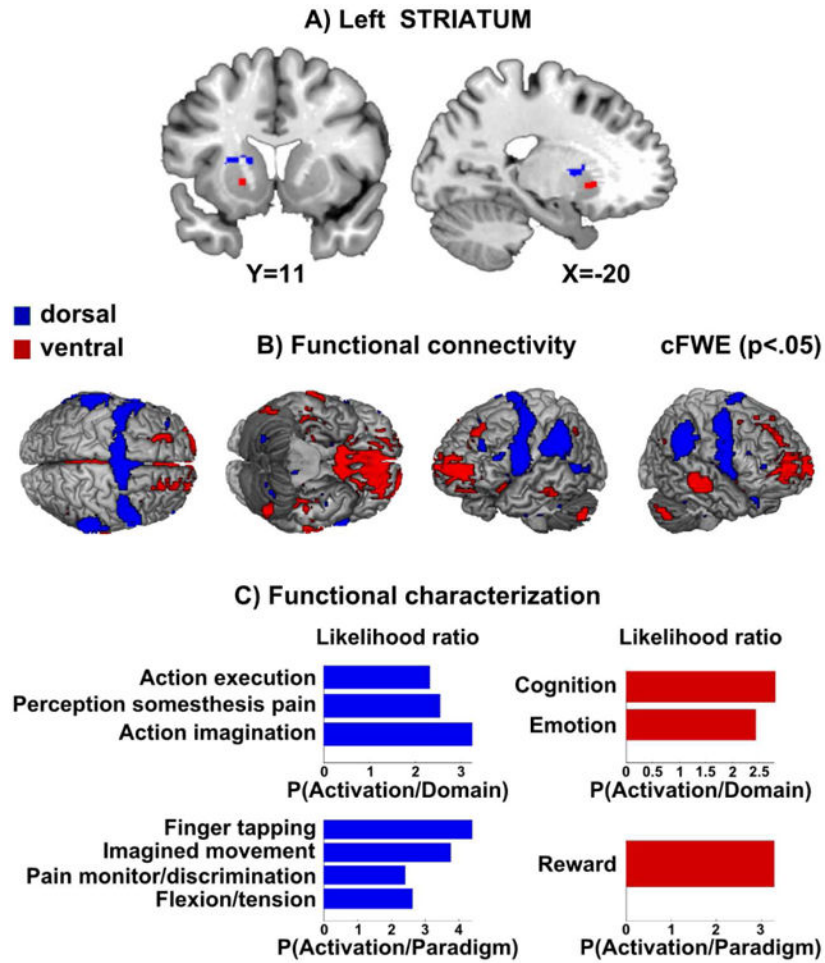 A) Left STRIATUM
Y=11
X=-20
dorsal
ventral
B) Functional connectivity
cFWE (p<.05)
C) Functional characterization
Likelihood ratio
Action execution
Perception somesthesis pain
Action imagination
0 1 2 3
P(Activation/Domain)
Likelihood ratio
Cognition
Emotion
0 0.5 1 1.5 2 2.5
P(Activation/Domain)
Finger tapping
Imagined movement
Pain monitor/discrimination
Flexion/tension
0 1 2 3 4
P(Activation/Paradigm)
Reward
0 1 2 3
P(Activation/Paradigm)